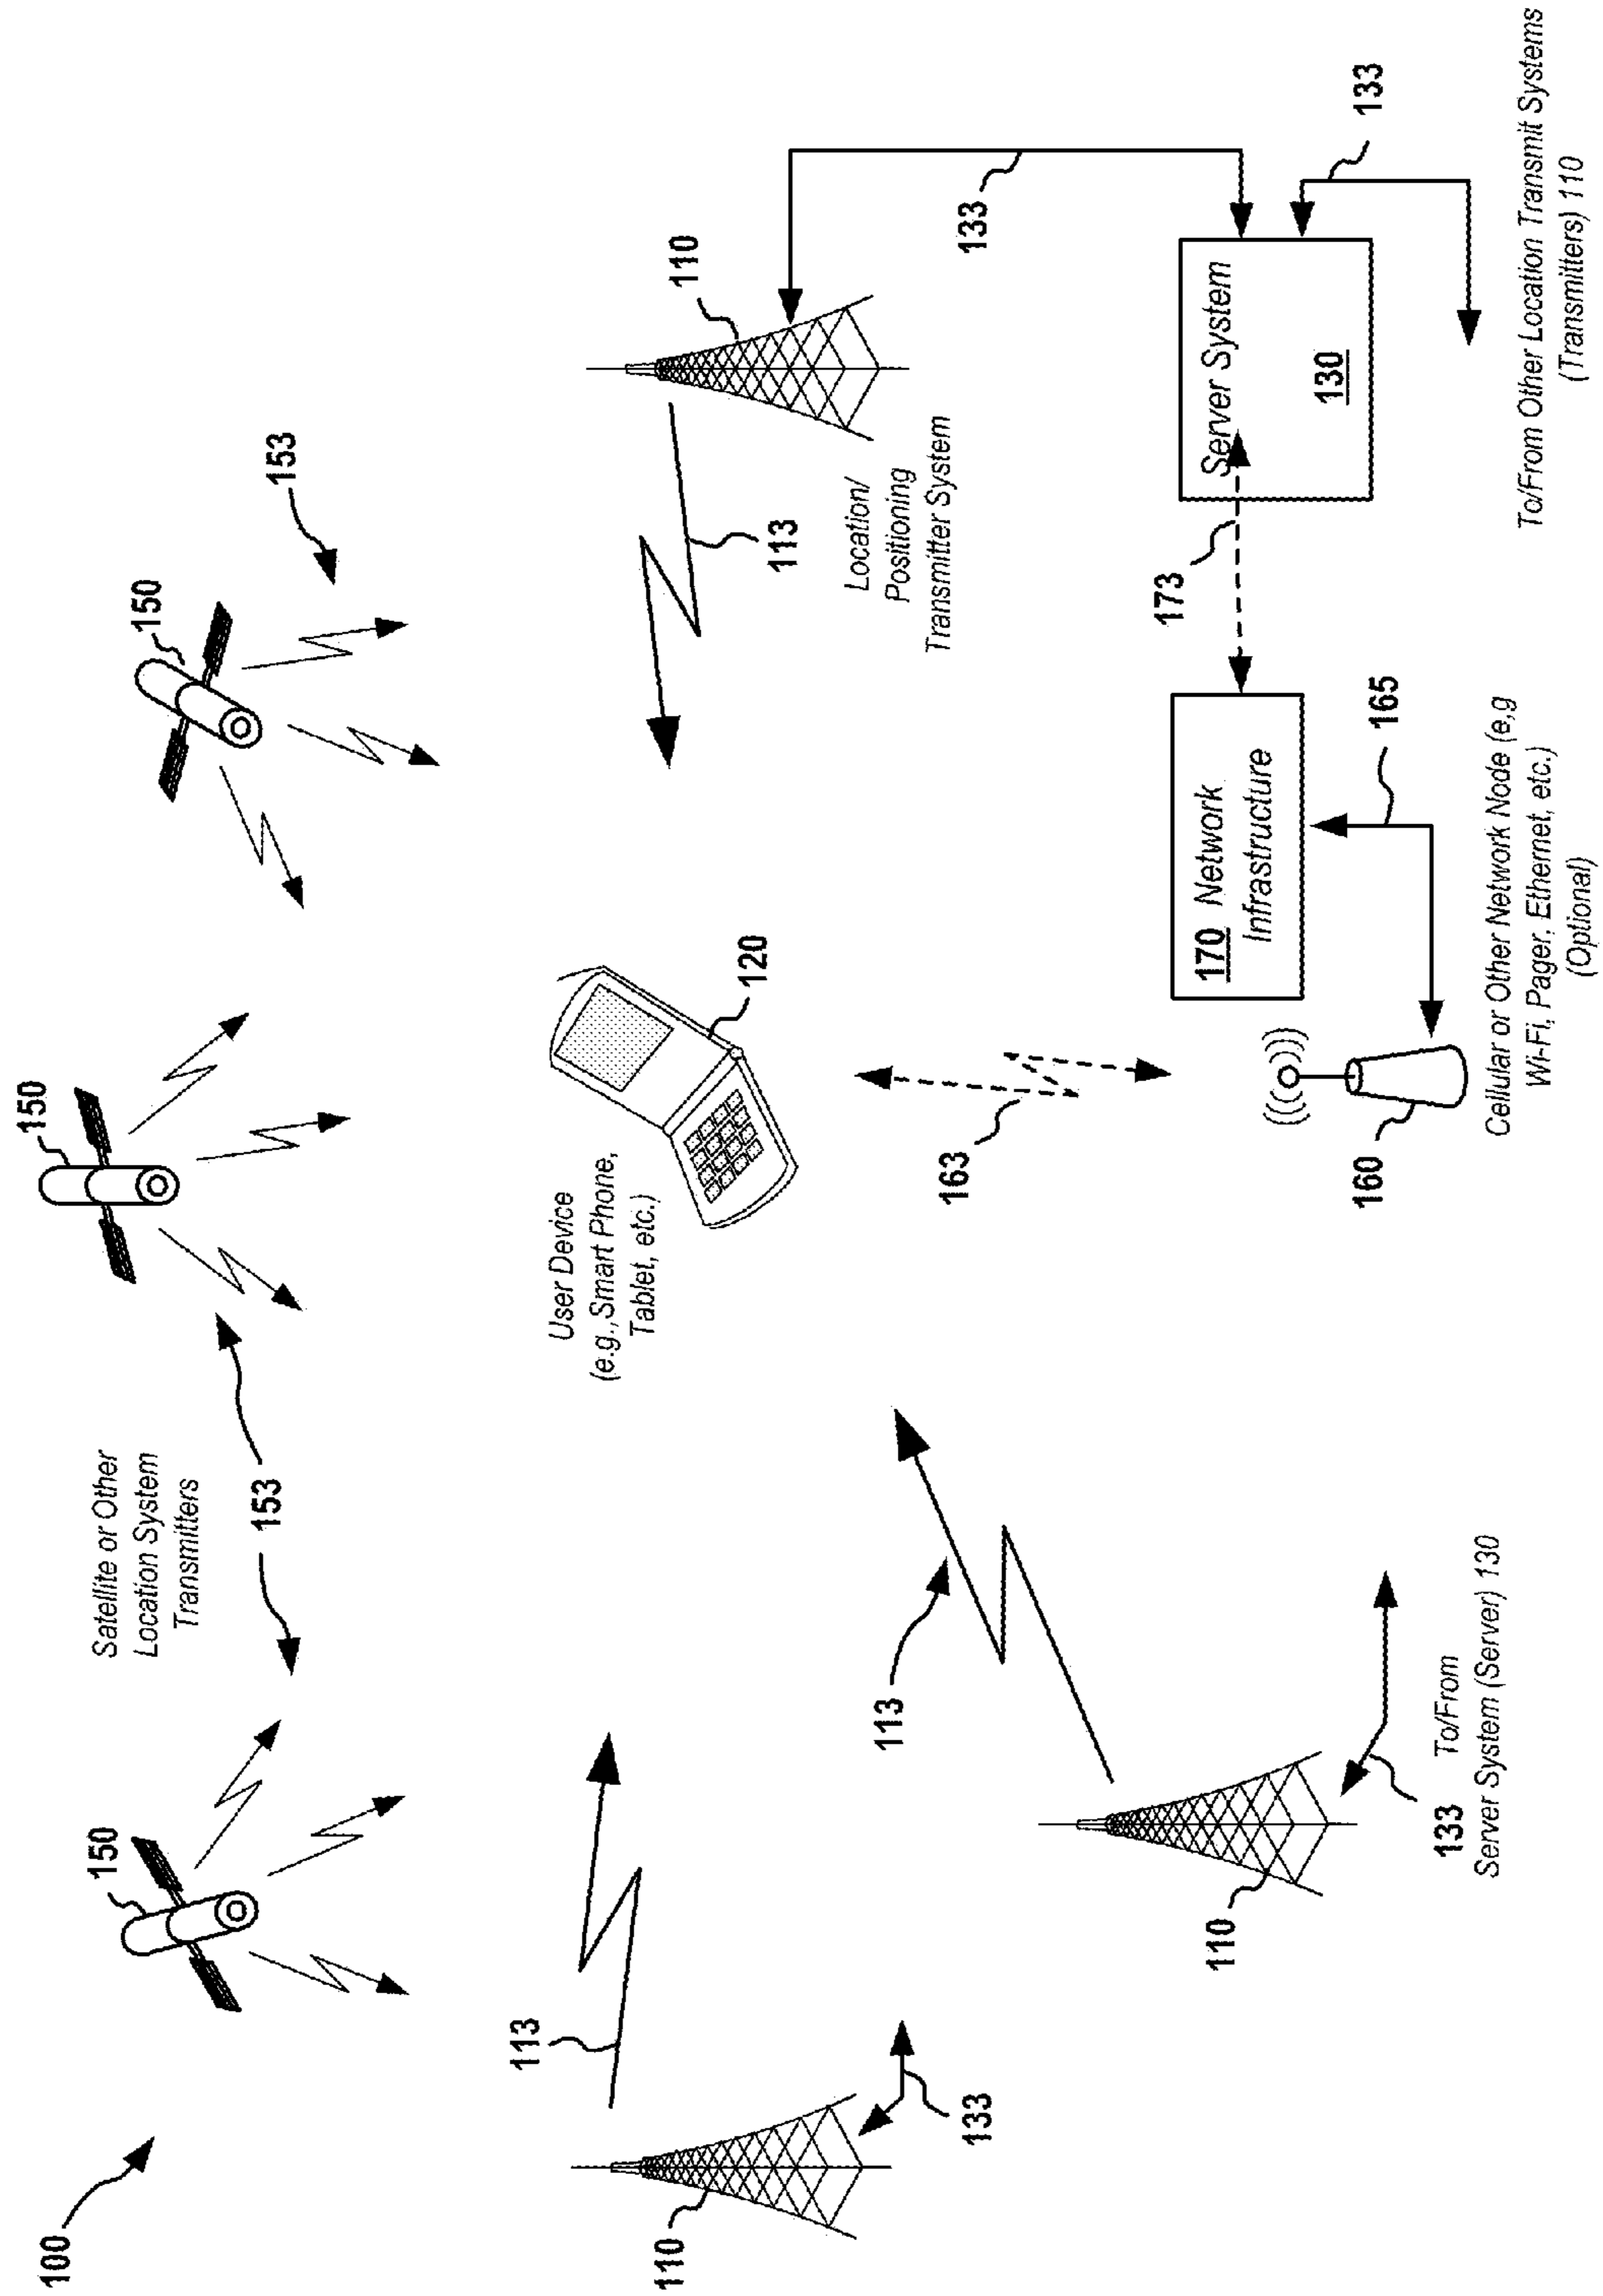 100
150
150
150
153
Satellite or Other
Location System
Transmitters
153
113
110
133
User Device
(e.g.,Smart Phone,
Tablet, etc.)
120
110
113
Location/
Positioning
Transmitter System
113
110
133
To/From
Server System (Server) 130
163
160
Cellular or Other Network Node (e,g
Wi-Fi, Pager, Ethernet, etc.)
(Optional)
170 Network
Infrastructure
165
173
Server System
130
133
133
To/From Other Location Transmit Systems
(Transmitters) 110